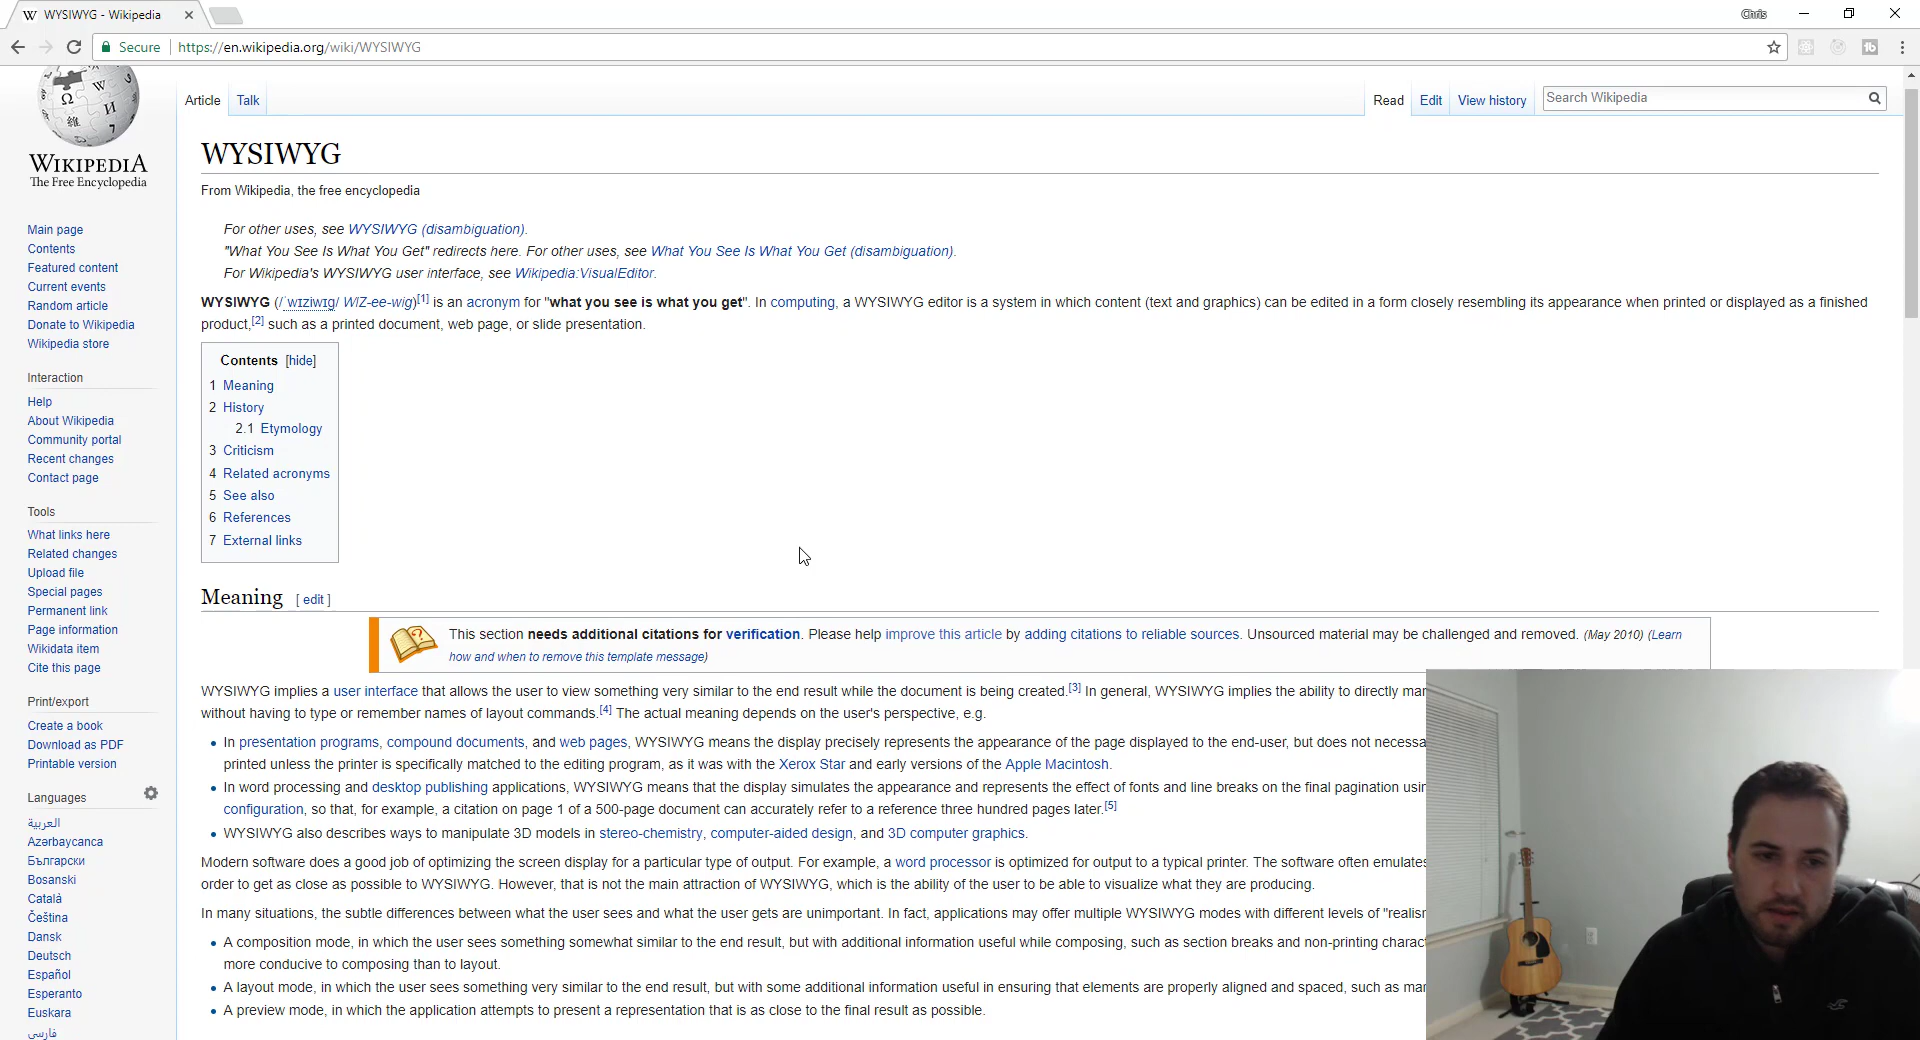 WYSIWYG - Wikipedia
Chris
Secure https://en.wikipedia.org/wiki/WYSIWYG
WIKIPEDIA
The Free Encyclopedia
Main page
Contents
Featured content
Current events
Random article
Donate to Wikipedia
Wikipedia store
Interaction
Help
About Wikipedia
Community portal
Recent changes
Contact page
Tools
What links here
Related changes
Upload file
Special pages
Permanent link
Page information
Wikidata item
Cite this page
Print/export
Create a book
Download as PDF
Printable version
Languages
العربية
Azərbaycanca
Български
Bosanski
Català
Čeština
Dansk
Deutsch
Español
Esperanto
Euskara
فارسی
Article Talk
Read Edit View history Search Wikipedia
WYSIWYG
From Wikipedia, the free encyclopedia
For other uses, see WYSIWYG (disambiguation).
"What You See Is What You Get" redirects here. For other uses, see What You See Is What You Get (disambiguation).
For Wikipedia's WYSIWYG user interface, see Wikipedia:VisualEditor.
WYSIWYG (/ˈwɪziwɪɡ/ WIZ-ee-wig)[1] is an acronym for "what you see is what you get". In computing, a WYSIWYG editor is a system in which content (text and graphics) can be edited in a form closely resembling its appearance when printed or displayed as a finished
product,[2] such as a printed document, web page, or slide presentation.
Contents [hide]
1 Meaning
2 History
2.1 Etymology
3 Criticism
4 Related acronyms
5 See also
6 References
7 External links
Meaning [ edit ]
This section needs additional citations for verification. Please help improve this article by adding citations to reliable sources. Unsourced material may be challenged and removed. (May 2010) (Learn
how and when to remove this template message)
WYSIWYG implies a user interface that allows the user to view something very similar to the end result while the document is being created.[3] In general, WYSIWYG implies the ability to directly mar
without having to type or remember names of layout commands.[4] The actual meaning depends on the user's perspective, e.g.
• In presentation programs, compound documents, and web pages, WYSIWYG means the display precisely represents the appearance of the page displayed to the end-user, but does not necessa
printed unless the printer is specifically matched to the editing program, as it was with the Xerox Star and early versions of the Apple Macintosh.
• In word processing and desktop publishing applications, WYSIWYG means that the display simulates the appearance and represents the effect of fonts and line breaks on the final pagination usin
configuration, so that, for example, a citation on page 1 of a 500-page document can accurately refer to a reference three hundred pages later.[5]
• WYSIWYG also describes ways to manipulate 3D models in stereo-chemistry, computer-aided design, and 3D computer graphics.
Modern software does a good job of optimizing the screen display for a particular type of output. For example, a word processor is optimized for output to a typical printer. The software often emulates
order to get as close as possible to WYSIWYG. However, that is not the main attraction of WYSIWYG, which is the ability of the user to be able to visualize what they are producing.
In many situations, the subtle differences between what the user sees and what the user gets are unimportant. In fact, applications may offer multiple WYSIWYG modes with different levels of "realisr
• A composition mode, in which the user sees something somewhat similar to the end result, but with additional information useful while composing, such as section breaks and non-printing charact
more conducive to composing than to layout.
• A layout mode, in which the user sees something very similar to the end result, but with some additional information useful in ensuring that elements are properly aligned and spaced, such as mar
• A preview mode, in which the application attempts to present a representation that is as close to the final result as possible.